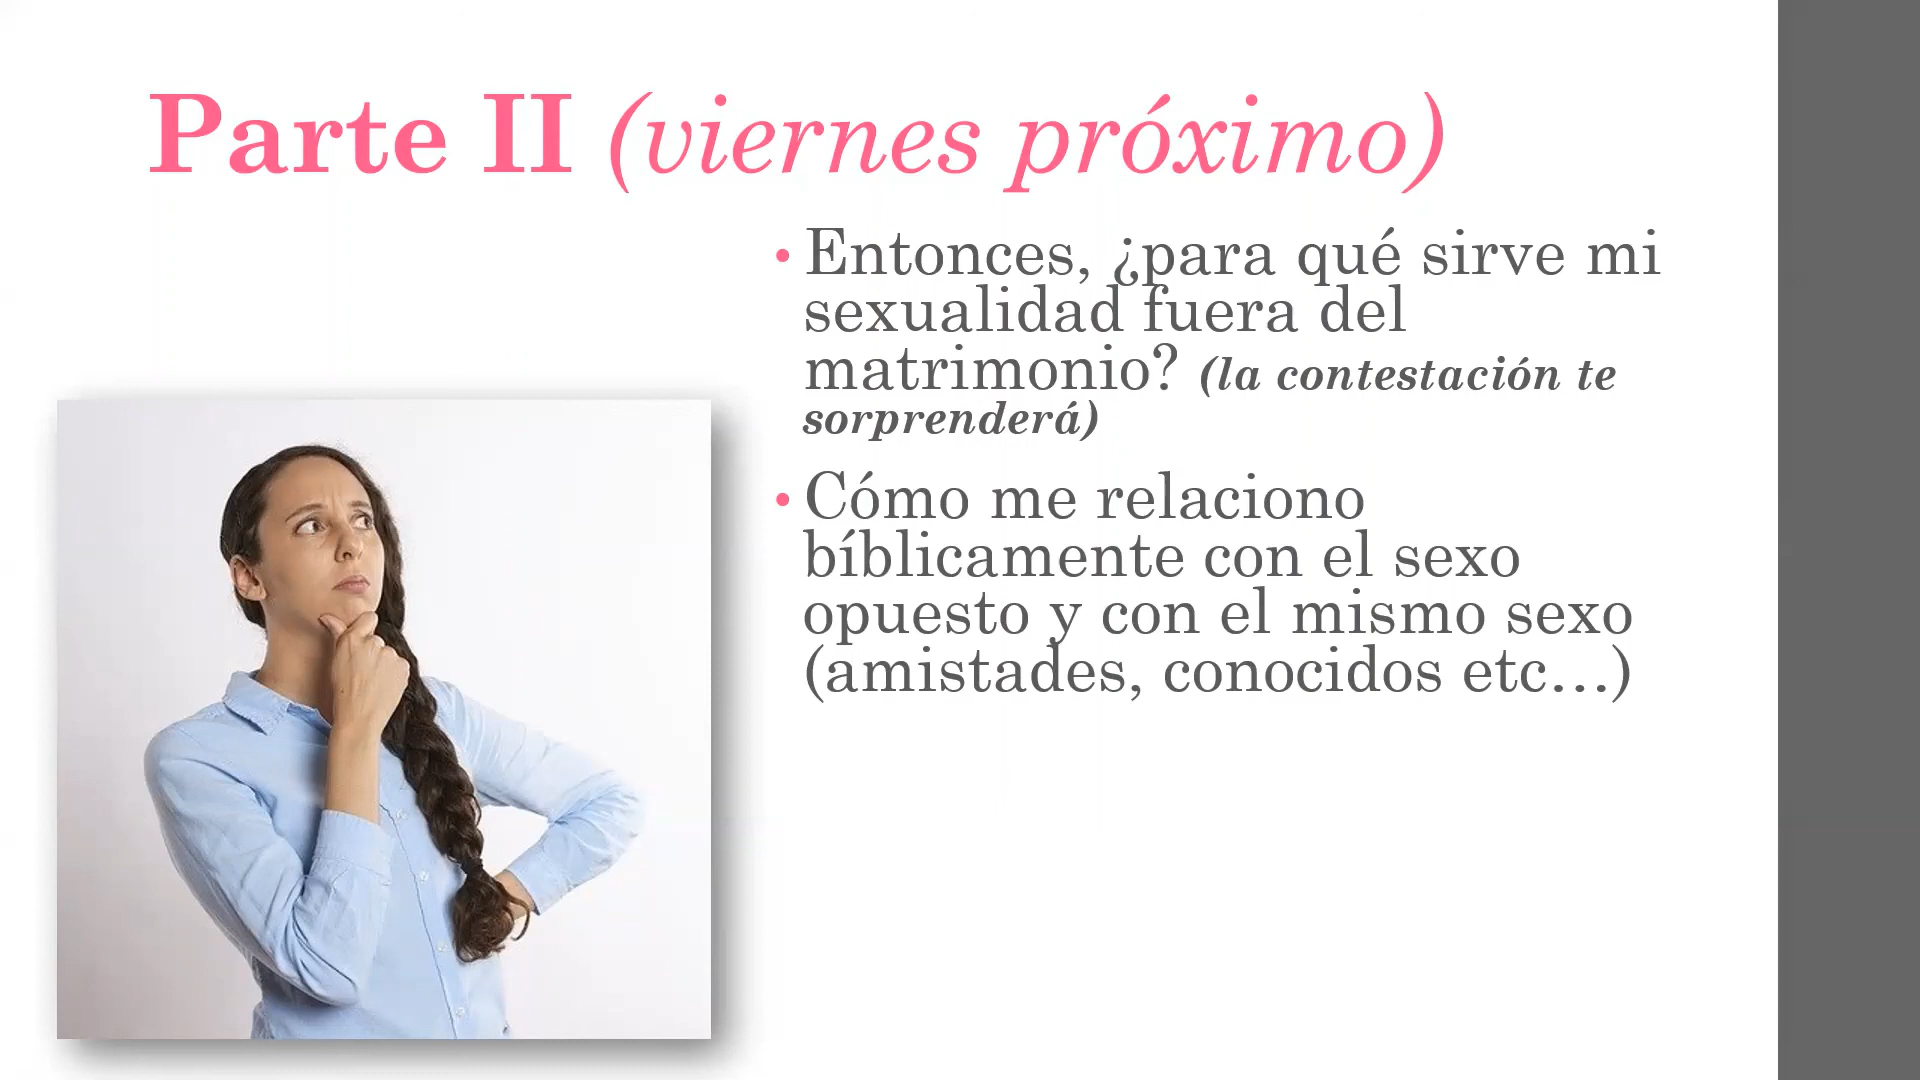 Parte II (viernes próximo)
• Entonces, ¿para qué sirve mi
sexualidad fuera del
matrimonio? (la contestación te
sorprenderá)
• Cómo me relaciono
bíblicamente con el sexo
opuesto y con el mismo sexo
(amistades, conocidos etc…)